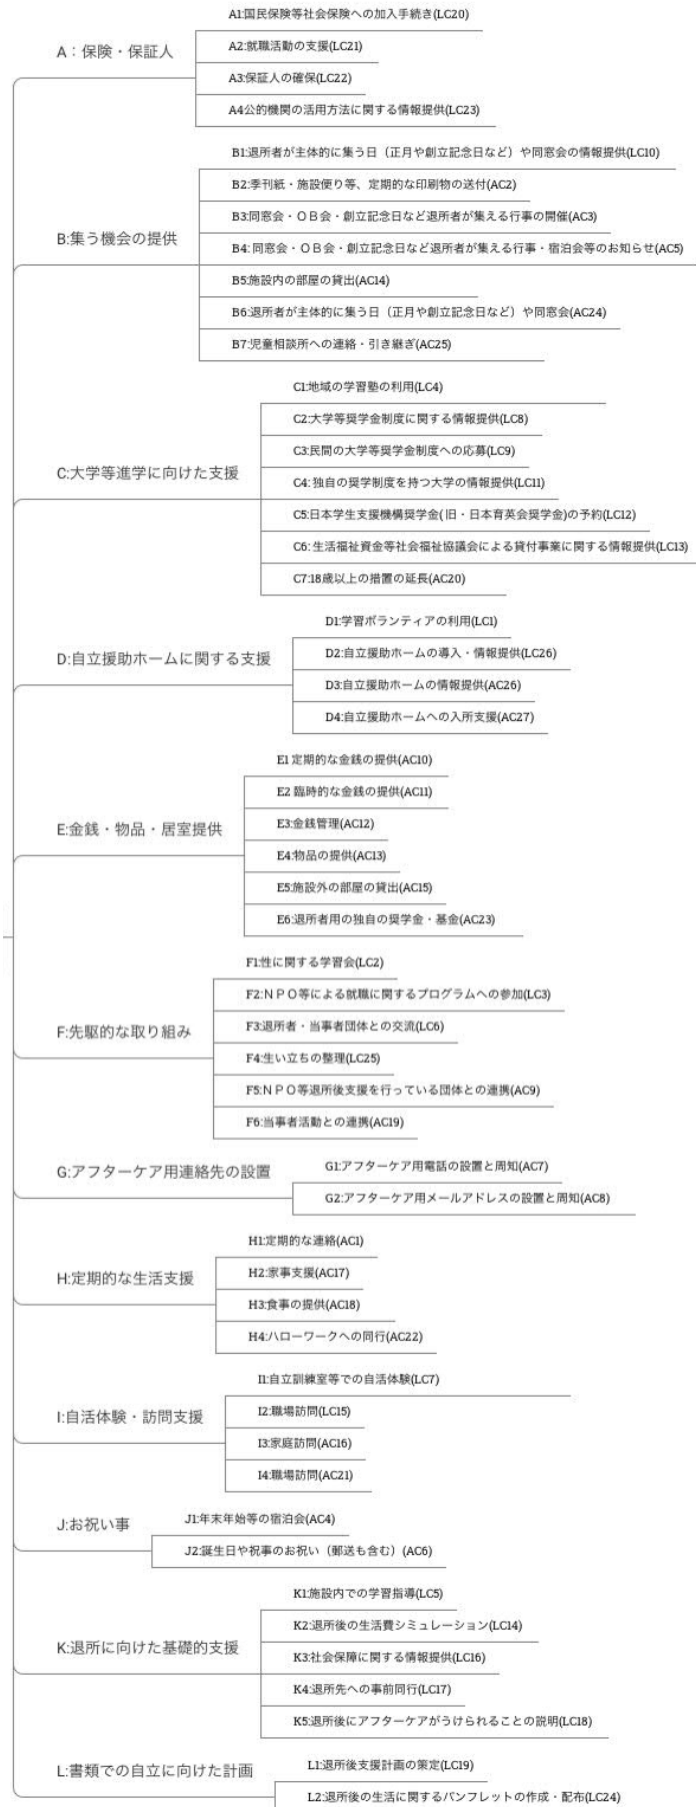 A：保険・保証人
A1:国民保険等社会保険への加入手続き(LC20)
A2:就職活動の支援(LC21)
A3:保証人の確保(LC22)
A4公的機関の活用方法に関する情報提供(LC23)
B:集う機会の提供
B1:退所者が主体的に集う日（正月や創立記念日など）や同窓会の情報提供(LC10)
B2:季刊紙・施設便り等、定期的な印刷物の送付(AC2)
B3:同窓会・ＯＢ会・創立記念日など退所者が集える行事の開催(AC3)
B4: 同窓会・ＯＢ会・創立記念日など退所者が集える行事・宿泊会等のお知らせ(AC5)
B5:施設内の部屋の貸出(AC14)
B6:退所者が主体的に集う日（正月や創立記念日など）や同窓会(AC24)
B7:児童相談所への連絡・引き継ぎ(AC25)
C:大学等進学に向けた支援
C1:地域の学習塾の利用(LC4)
C2:大学等奨学金制度に関する情報提供(LC8)
C3:民間の大学等奨学金制度への応募(LC9)
C4: 独自の奨学制度を持つ大学の情報提供(LC11)
C5:日本学生支援機構奨学金( 旧・日本育英会奨学金)の予約(LC12)
C6: 生活福祉資金等社会福祉協議会による貸付事業に関する情報提供(LC13)
C7:18歳以上の措置の延長(AC20)
D:自立援助ホームに関する支援
D1:学習ボランティアの利用(LC1)
D2:自立援助ホームの導入・情報提供(LC26)
D3:自立援助ホームの情報提供(AC26)
D4:自立援助ホームへの入所支援(AC27)
E:金銭・物品・居室提供
E1 定期的な金銭の提供(AC10)
E2 臨時的な金銭の提供(AC11)
E3:金銭管理(AC12)
E4:物品の提供(AC13)
E5:施設外の部屋の貸出(AC15)
E6:退所者用の独自の奨学金・基金(AC23)
F:先駆的な取り組み
F1:性に関する学習会(LC2)
F2:ＮＰＯ等による就職に関するプログラムへの参加(LC3)
F3:退所者・当事者団体との交流(LC6)
F4:生い立ちの整理(LC25)
F5:ＮＰＯ等退所後支援を行っている団体との連携(AC9)
F6:当事者活動との連携(AC19)
G:アフターケア用連絡先の設置
G1:アフターケア用電話の設置と周知(AC7)
G2:アフターケア用メールアドレスの設置と周知(AC8)
H:定期的な生活支援
H1:定期的な連絡(AC1)
H2:家事支援(AC17)
H3:食事の提供(AC18)
H4:ハローワークへの同行(AC22)
I:自活体験・訪問支援
I1:自立訓練室等での自活体験(LC7)
I2:職場訪問(LC15)
I3:家庭訪問(AC16)
I4:職場訪問(AC21)
J:お祝い事
J1:年末年始等の宿泊会(AC4)
J2:誕生日や祝事のお祝い（郵送も含む）(AC6)
K:退所に向けた基礎的支援
K1:施設内での学習指導(LC5)
K2:退所後の生活費シミュレーション(LC14)
K3:社会保障に関する情報提供(LC16)
K4:退所先への事前同行(LC17)
K5:退所後にアフターケアがうけられることの説明(LC18)
L:書類での自立に向けた計画
L1:退所後支援計画の策定(LC19)
L2:退所後の生活に関するパンフレットの作成・配布(LC24)